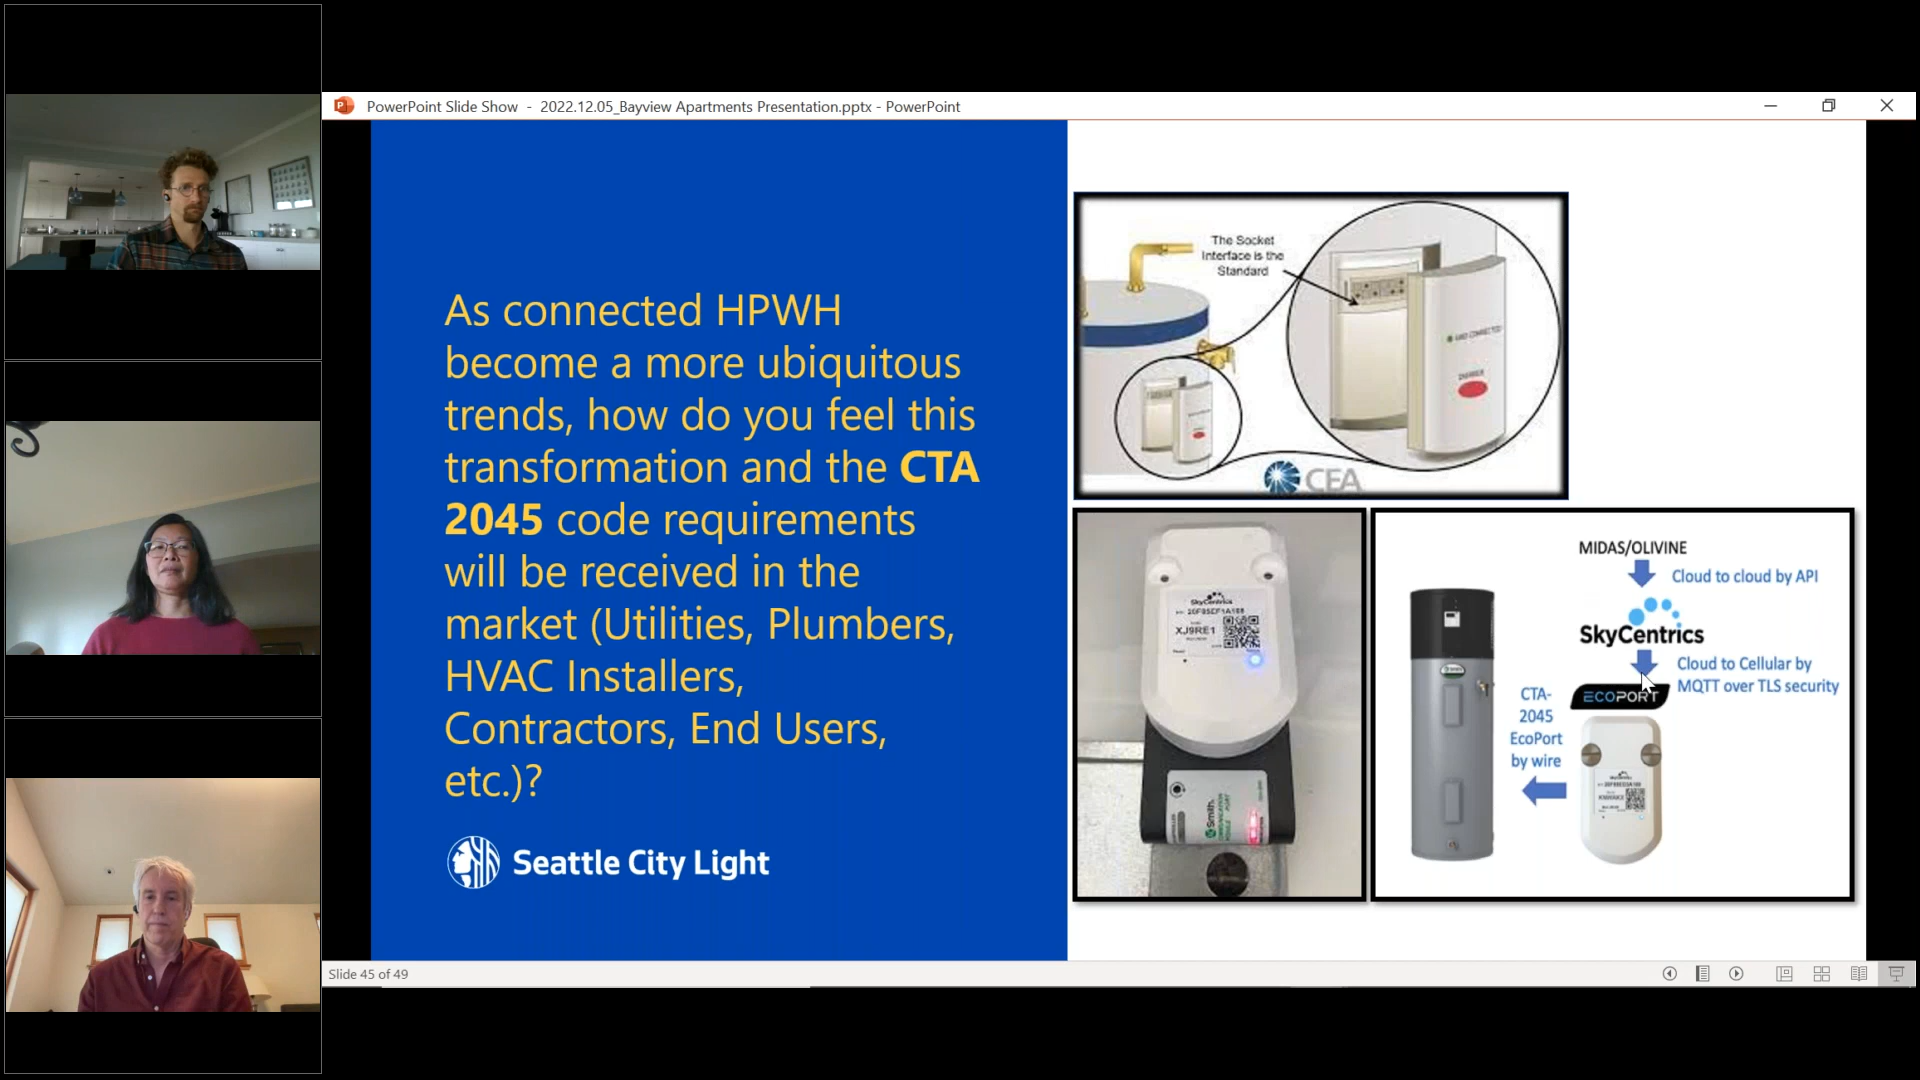 PowerPoint Slide Show - 2022.12.05_Bayview Apartments Presentation.pptx - PowerPoint
As connected HPWH
become a more ubiquitous
trends, how do you feel this
transformation and the CTA
2045 code requirements
will be received in the
market (Utilities, Plumbers,
HVAC Installers,
Contractors, End Users,
etc.)?
Seattle City Light
The Socket
Interface is the
Standard
CEA
SkyCentrics
XJ9RE1
Smith
MIDAS/OLIVINE
Cloud to cloud by API
SkyCentrics
Cloud to Cellular by
MQTT over TLS security
ECOPORT
CTA-
2045
EcoPort
by wire
Slide 45 of 49